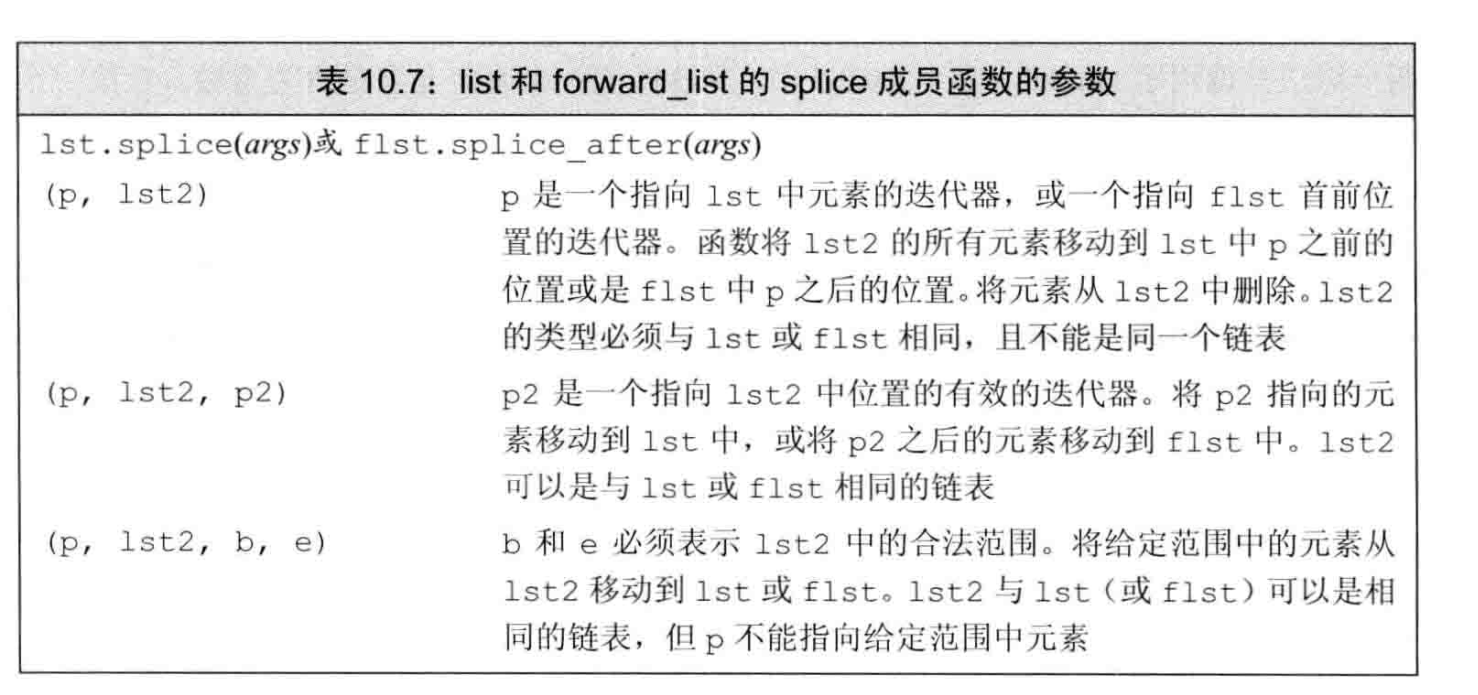 表 10.7：list 和 forward_list 的 splice 成员函数的参数
lst.splice(args)或 flst.splice_after(args)
(p, lst2) p 是一个指向 lst 中元素的迭代器，或一个指向 flst 首前位
置的迭代器。函数将 lst2 的所有元素移动到 lst 中 p 之前的
位置或是 flst 中 p 之后的位置。将元素从 lst2 中删除。lst2
的类型必须与 lst 或 flst 相同，且不能是同一个链表
(p, lst2, p2) p2 是一个指向 lst2 中位置的有效的迭代器。将 p2 指向的元
素移动到 lst 中，或将 p2 之后的元素移动到 flst 中。lst2
可以是与 lst 或 flst 相同的链表
(p, lst2, b, e) b 和 e 必须表示 lst2 中的合法范围。将给定范围中的元素从
lst2 移动到 lst 或 flst。lst2 与 lst（或 flst）可以是相
同的链表，但 p 不能指向给定范围中元素